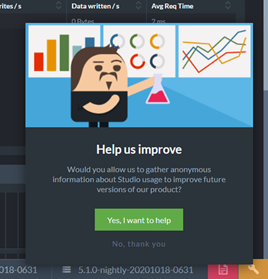 writes / s Data written / s Avg Req Time
0 Bytes 2 ms
Help us improve
Would you allow us to gather anonymous
information about Studio usage to improve future
versions of our product?
Yes, I want to help
No, thank you
1018-0631 5.1.0-nightly-20201018-0631